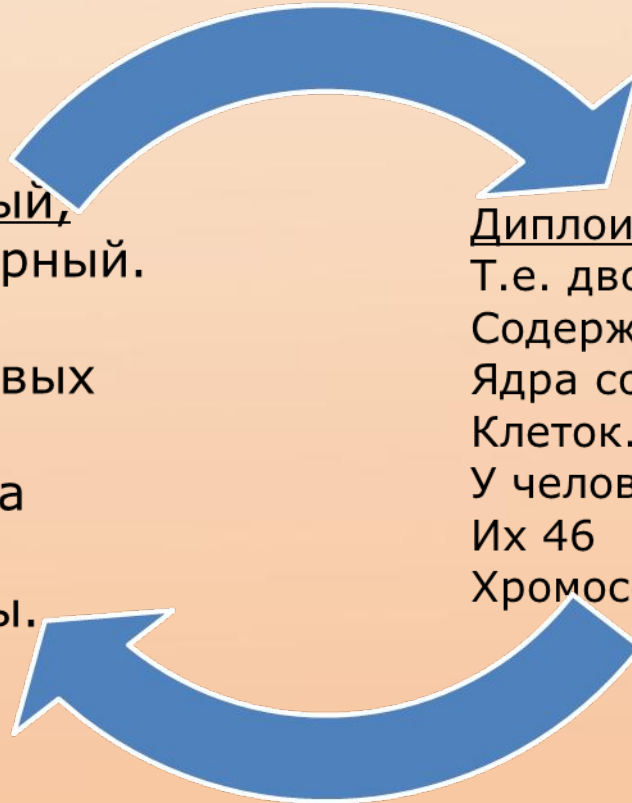 ый,
рный.
вых
а
ы.
Диплои
Т.е. дво
Содерж
Ядра со
Клеток.
У челов
Их 46
Хромос